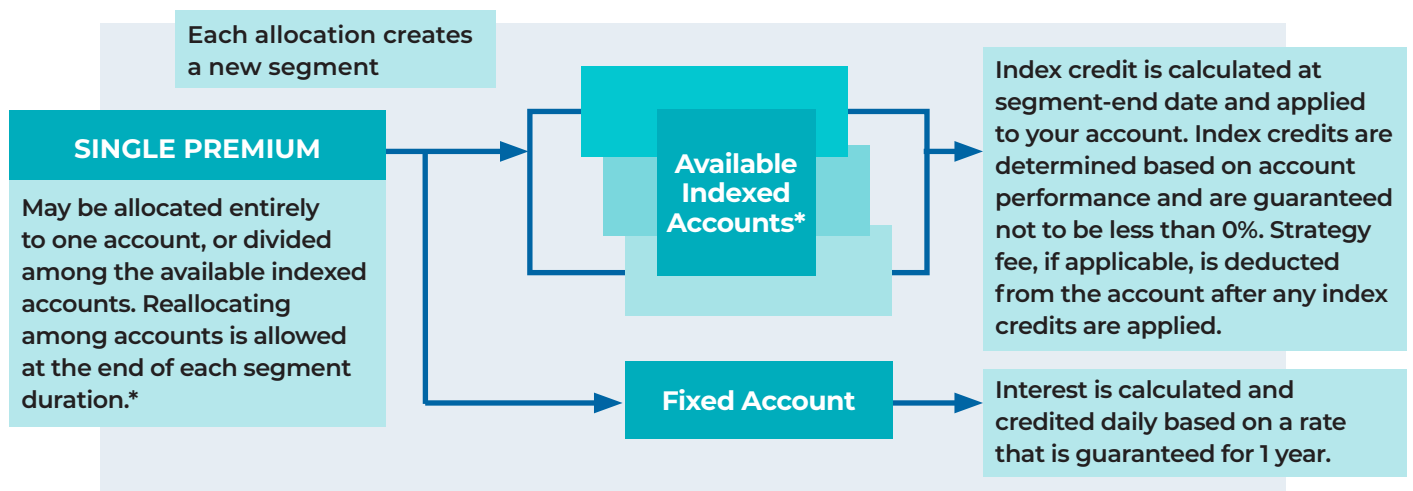 Each allocation creates
a new segment
SINGLE PREMIUM
May be allocated entirely
to one account, or divided
among the available indexed
accounts. Reallocating
among accounts is allowed
at the end of each segment
duration.*
Available
Indexed
Accounts*
Fixed Account
Index credit is calculated at
segment-end date and applied
to your account. Index credits are
determined based on account
performance and are guaranteed
not to be less than 0%. Strategy
fee, if applicable, is deducted
from the account after any index
credits are applied.
Interest is calculated and
credited daily based on a rate
that is guaranteed for 1 year.